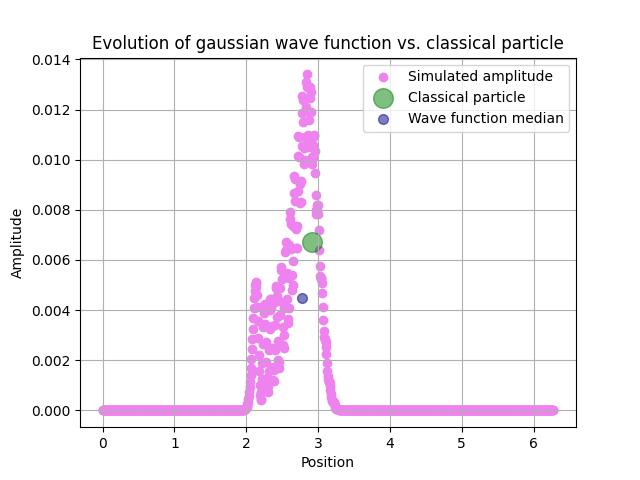 Evolution of gaussian wave function vs. classical particle
Simulated amplitude
Classical particle
Wave function median
Amplitude
0.014
0.012
0.010
0.008
0.006
0.004
0.002
0.000
0 1 2 3 4 5 6
Position